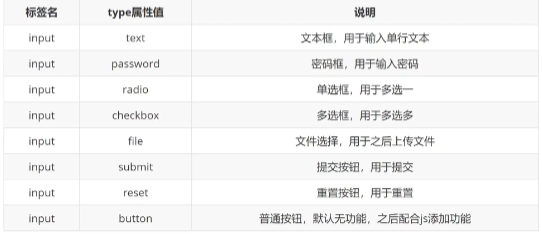 标签名 type属性值 说明
input text 文本框，用于输入单行文本
input password 密码框，用于输入密码
input radio 单选框，用于多选一
input checkbox 多选框，用于多选多
input file 文件选择，用于之后上传文件
input submit 提交按钮，用于提交
input reset 重置按钮，用于重置
input button 普通按钮，默认无功能，之后配合js添加功能